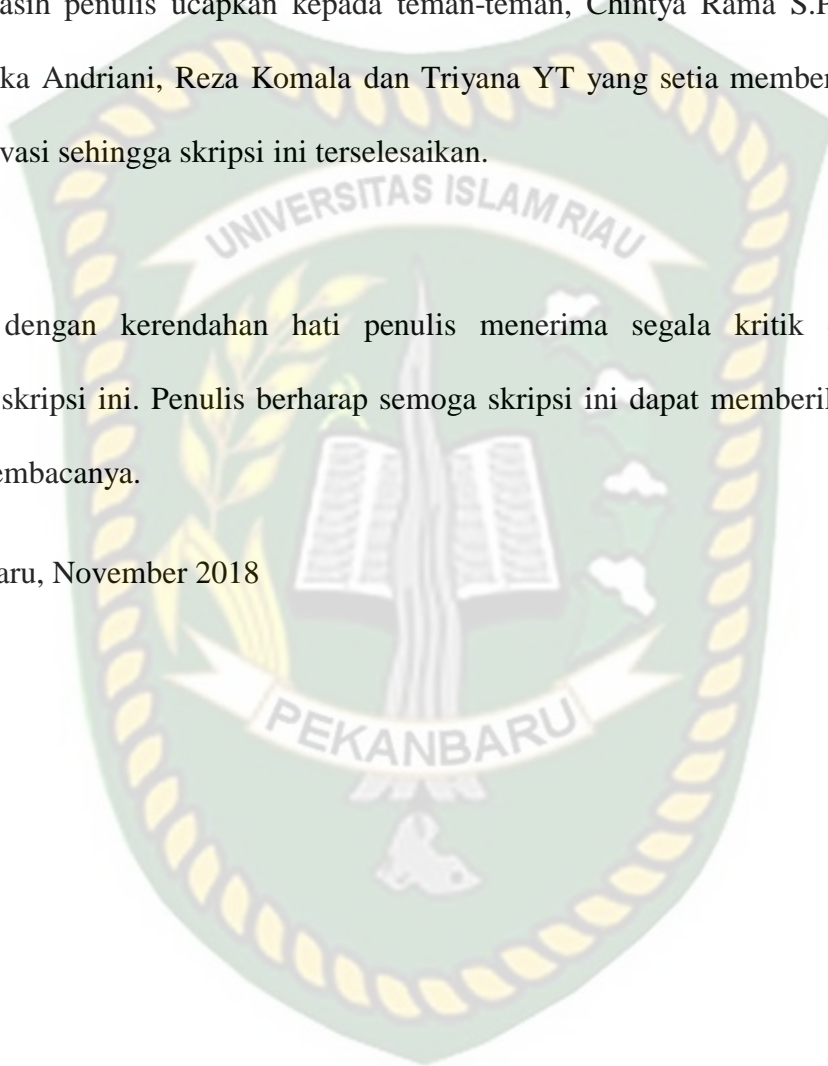 asih penulis ucapkan kepada teman-teman, Chintya Rama S.P
ka Andriani, Reza Komala dan Triyana YT yang setia member
vasi sehingga skripsi ini terselesaikan.
UNIVERSITAS ISLAM RIAU
dengan kerendahan hati penulis menerima segala kritik
skripsi ini. Penulis berharap semoga skripsi ini dapat memberi
embacanya.
aru, November 2018
PEKANBARU